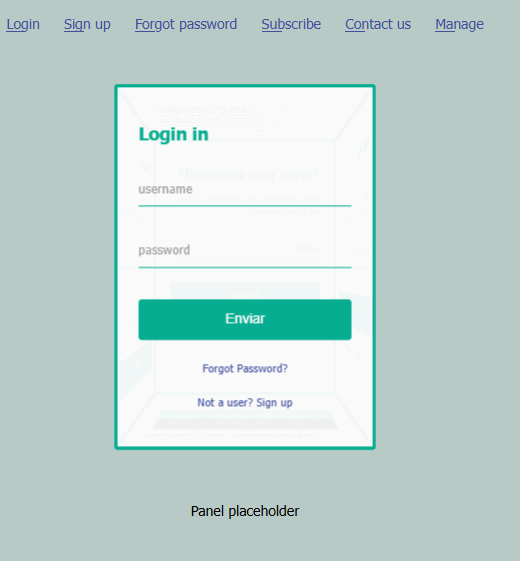 Login Sign up Forgot password Subscribe Contact us Manage
Login in
username
password
Enviar
Forgot Password?
Not a user? Sign up
Panel placeholder